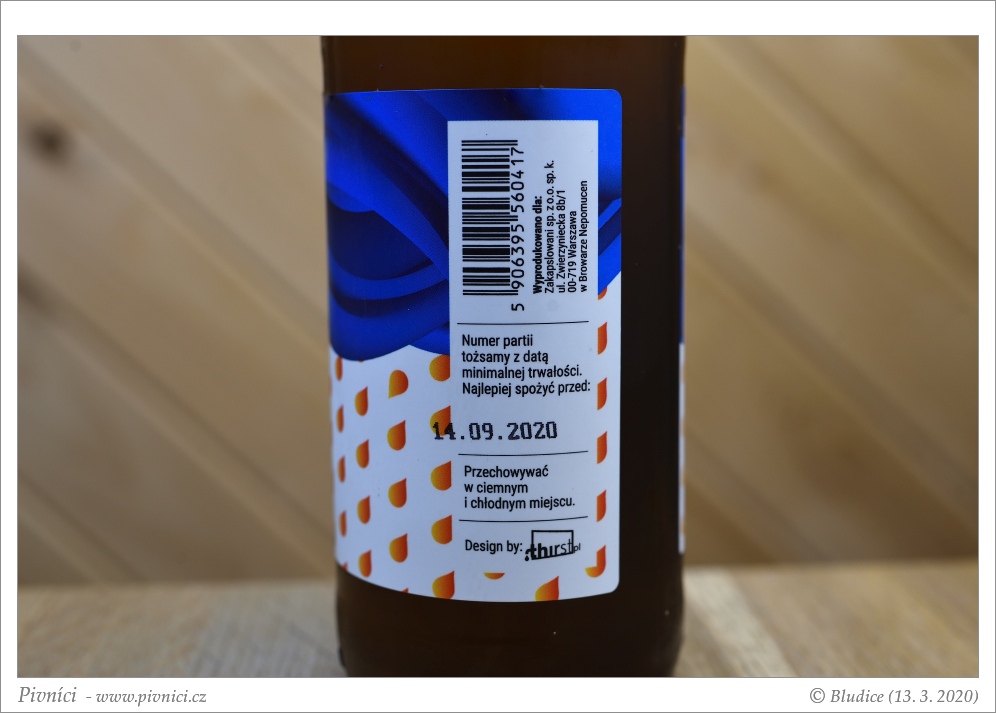 5 906395 560417
Wyprodukowano dla:
Zakapslowani sp. z o.o. sp. k.
ul. Zwierzyniecka 8b/1
00-719 Warszawa
w Browarze Nepomucen
Numer partii
tożsamy z datą
minimalnej trwałości.
Najlepiej spożyć przed:
14.09.2020
Przechowywać
w ciemnym
i chłodnym miejscu.
Design by: thirst.pl
Pivníci - www.pivnici.cz
© Bludice (13. 3. 2020)